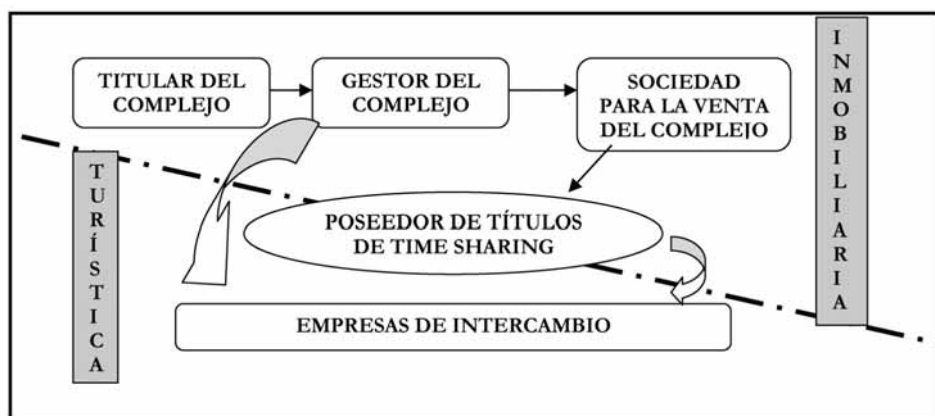 TITULAR DEL
COMPLEJO
GESTOR DEL
COMPLEJO
SOCIEDAD
PARA LA VENTA
DEL COMPLEJO
INMOBILIARIA
TURÍSTICA
POSEEDOR DE TÍTULOS
DE TIME SHARING
EMPRESAS DE INTERCAMBIO